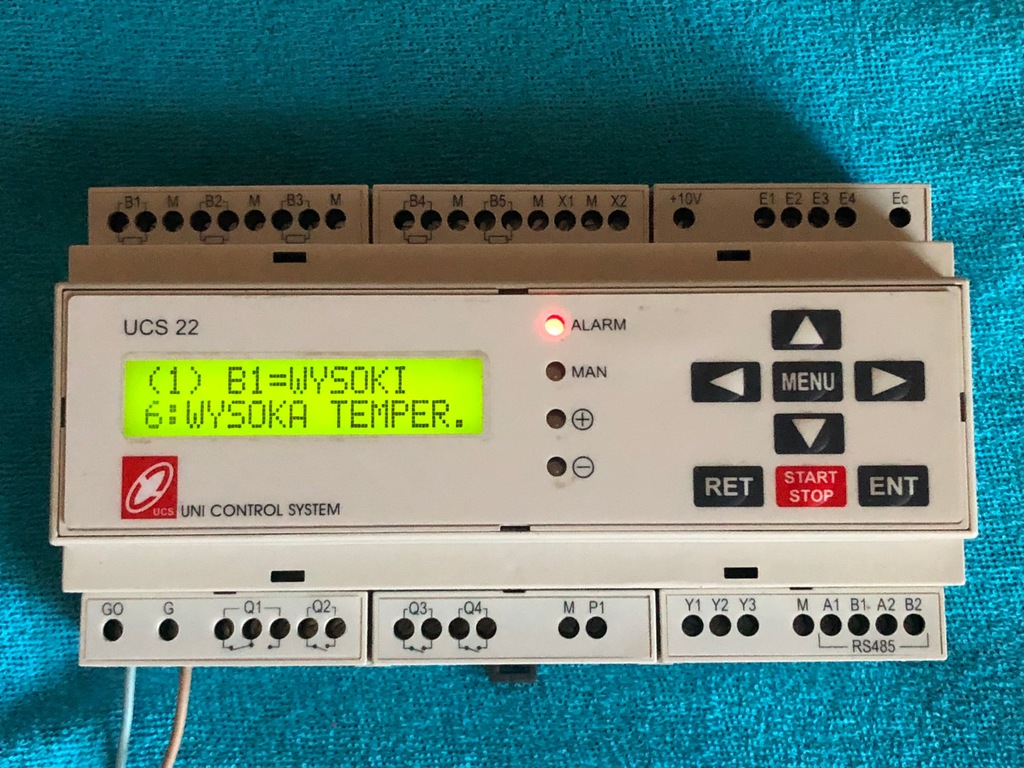 B1 M B2 M B3 M
B4 M B5 M X1 M X2
+10V E1 E2 E3 E4 Ec
UCS 22
(1) B1=WYSOKI
6:WYSOKA TEMPER.
UCS UNI CONTROL SYSTEM
ALARM
MAN
MENU
RET START STOP ENT
GO G Q1 Q2
Q3 Q4 M P1
Y1 Y2 Y3 M A1 B1 A2 B2
RS485